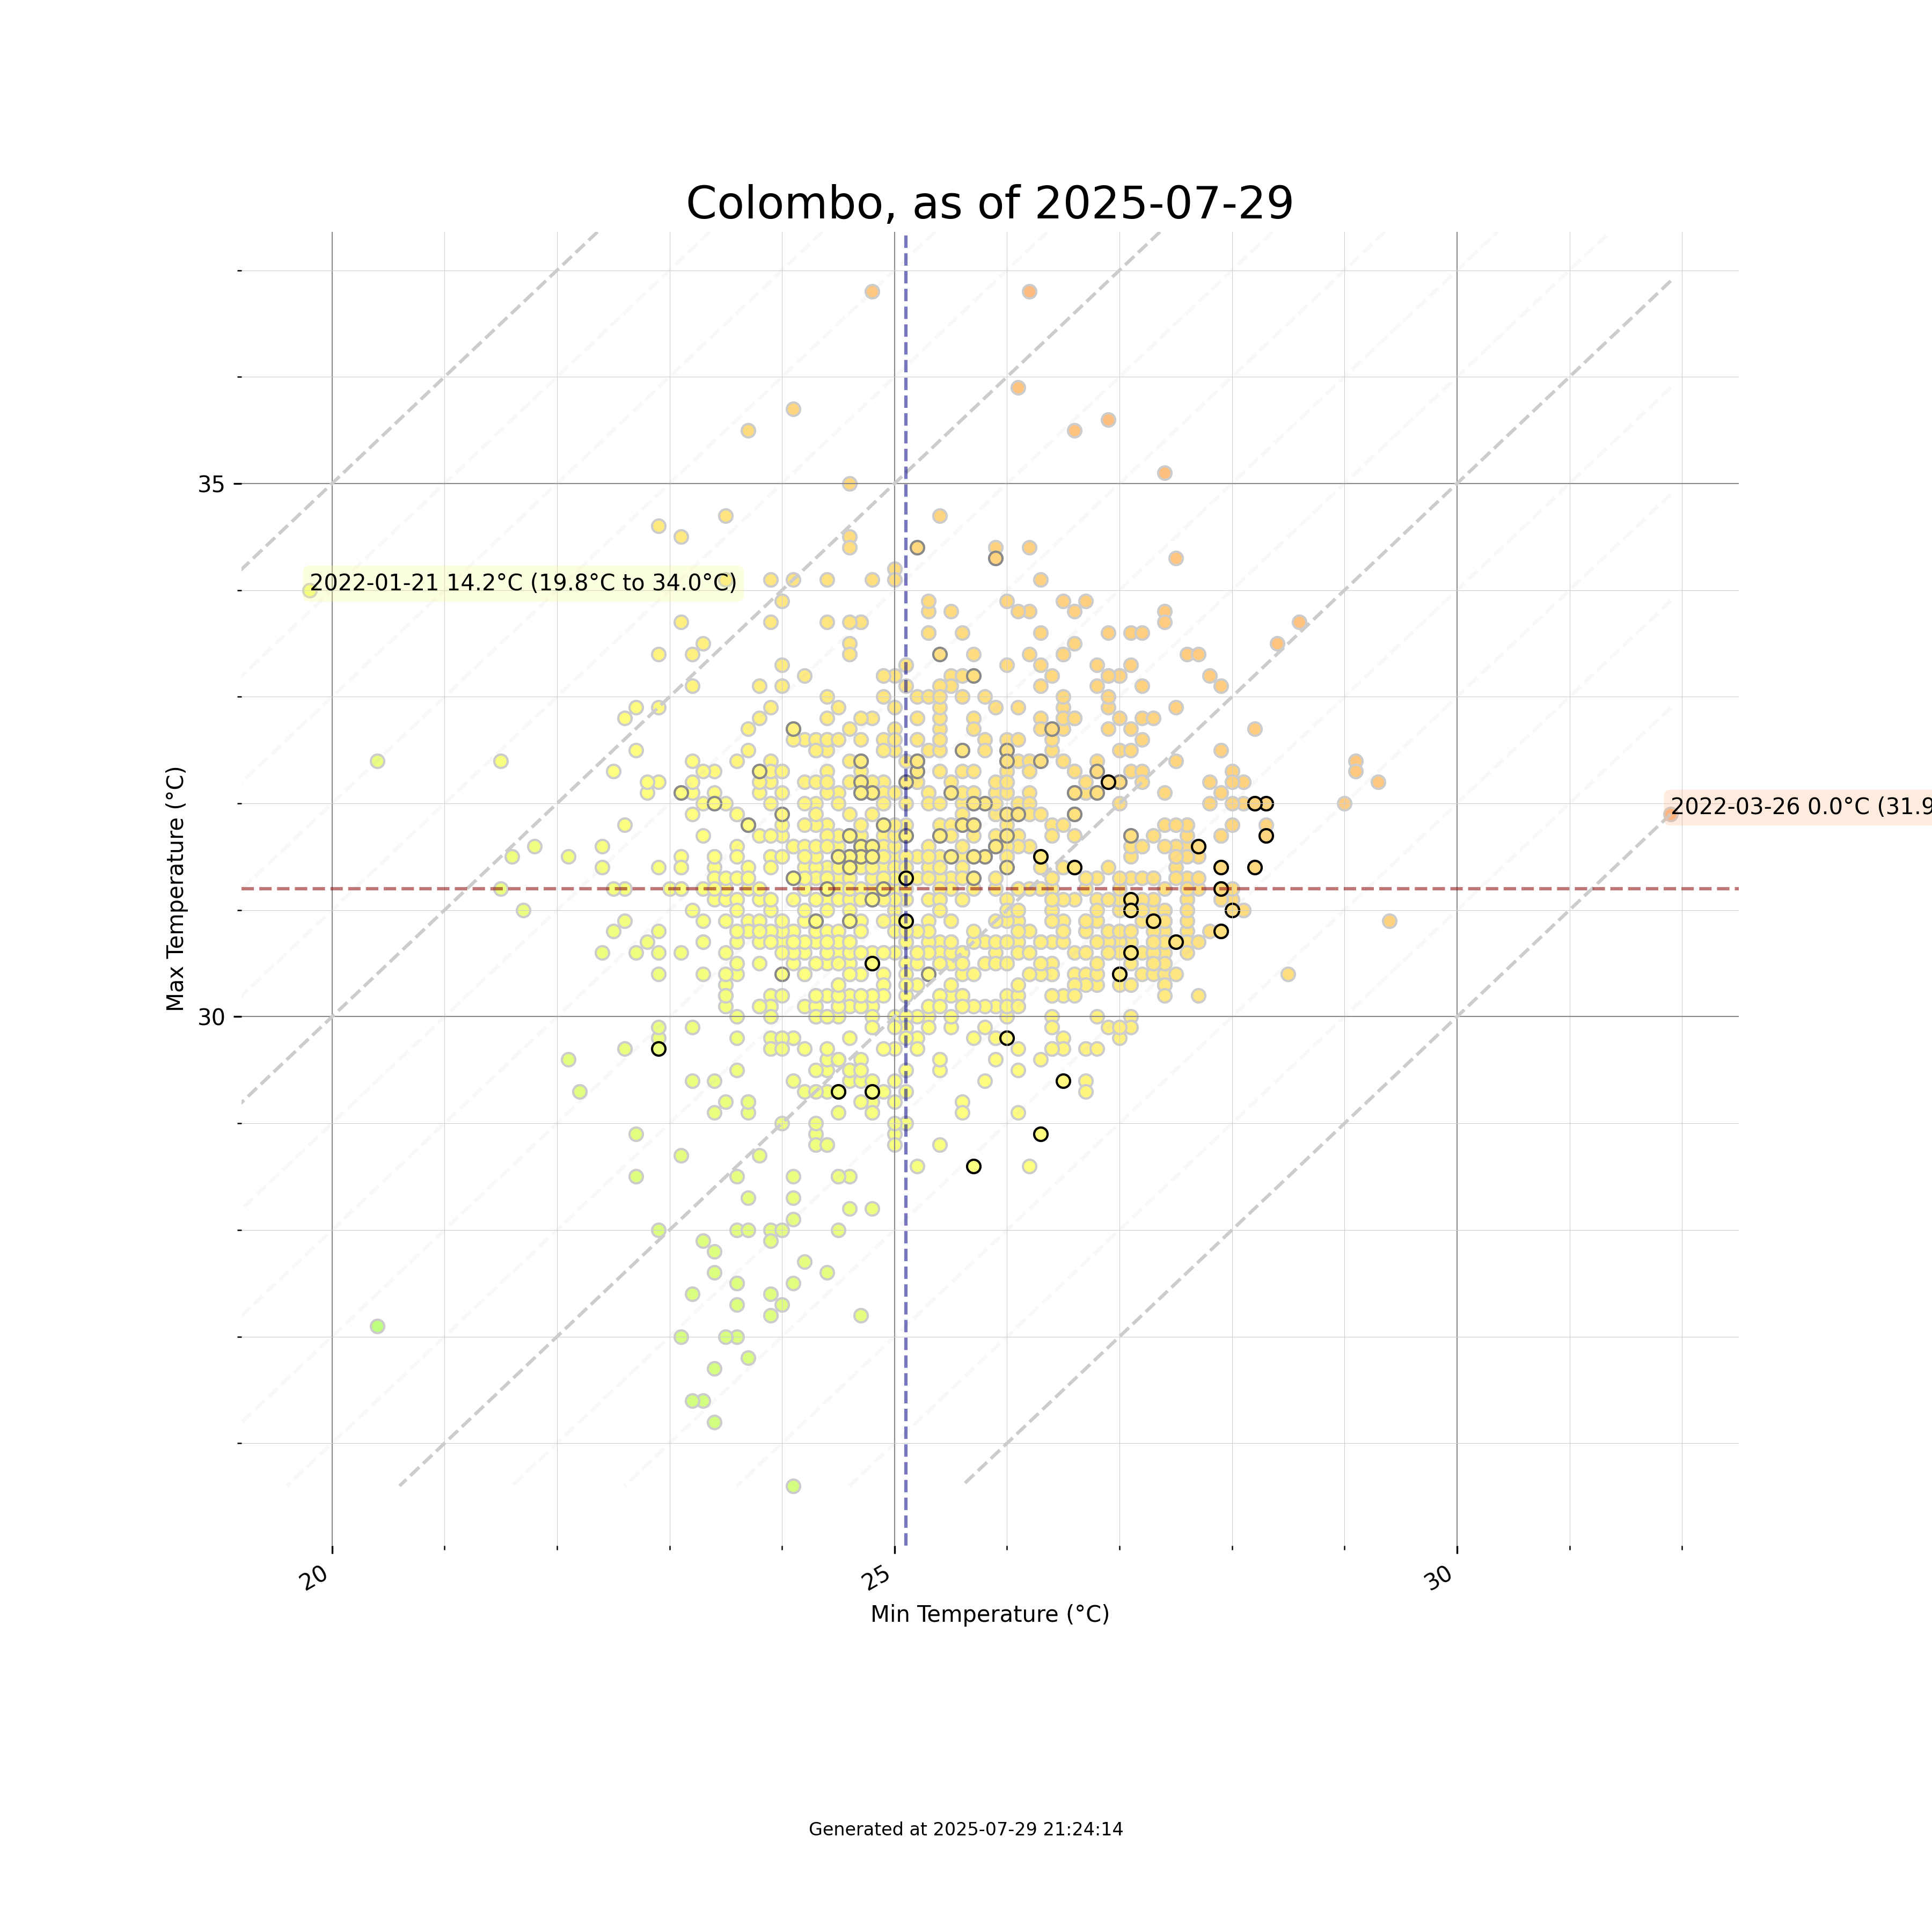 Colombo, as of 2025-07-29
35
2022-01-21 14.2°C (19.8°C to 34.0°C)
2022-03-26 0.0°C (31.9
Max Temperature (°C)
30
20
25
30
Min Temperature (°C)
Generated at 2025-07-29 21:24:14